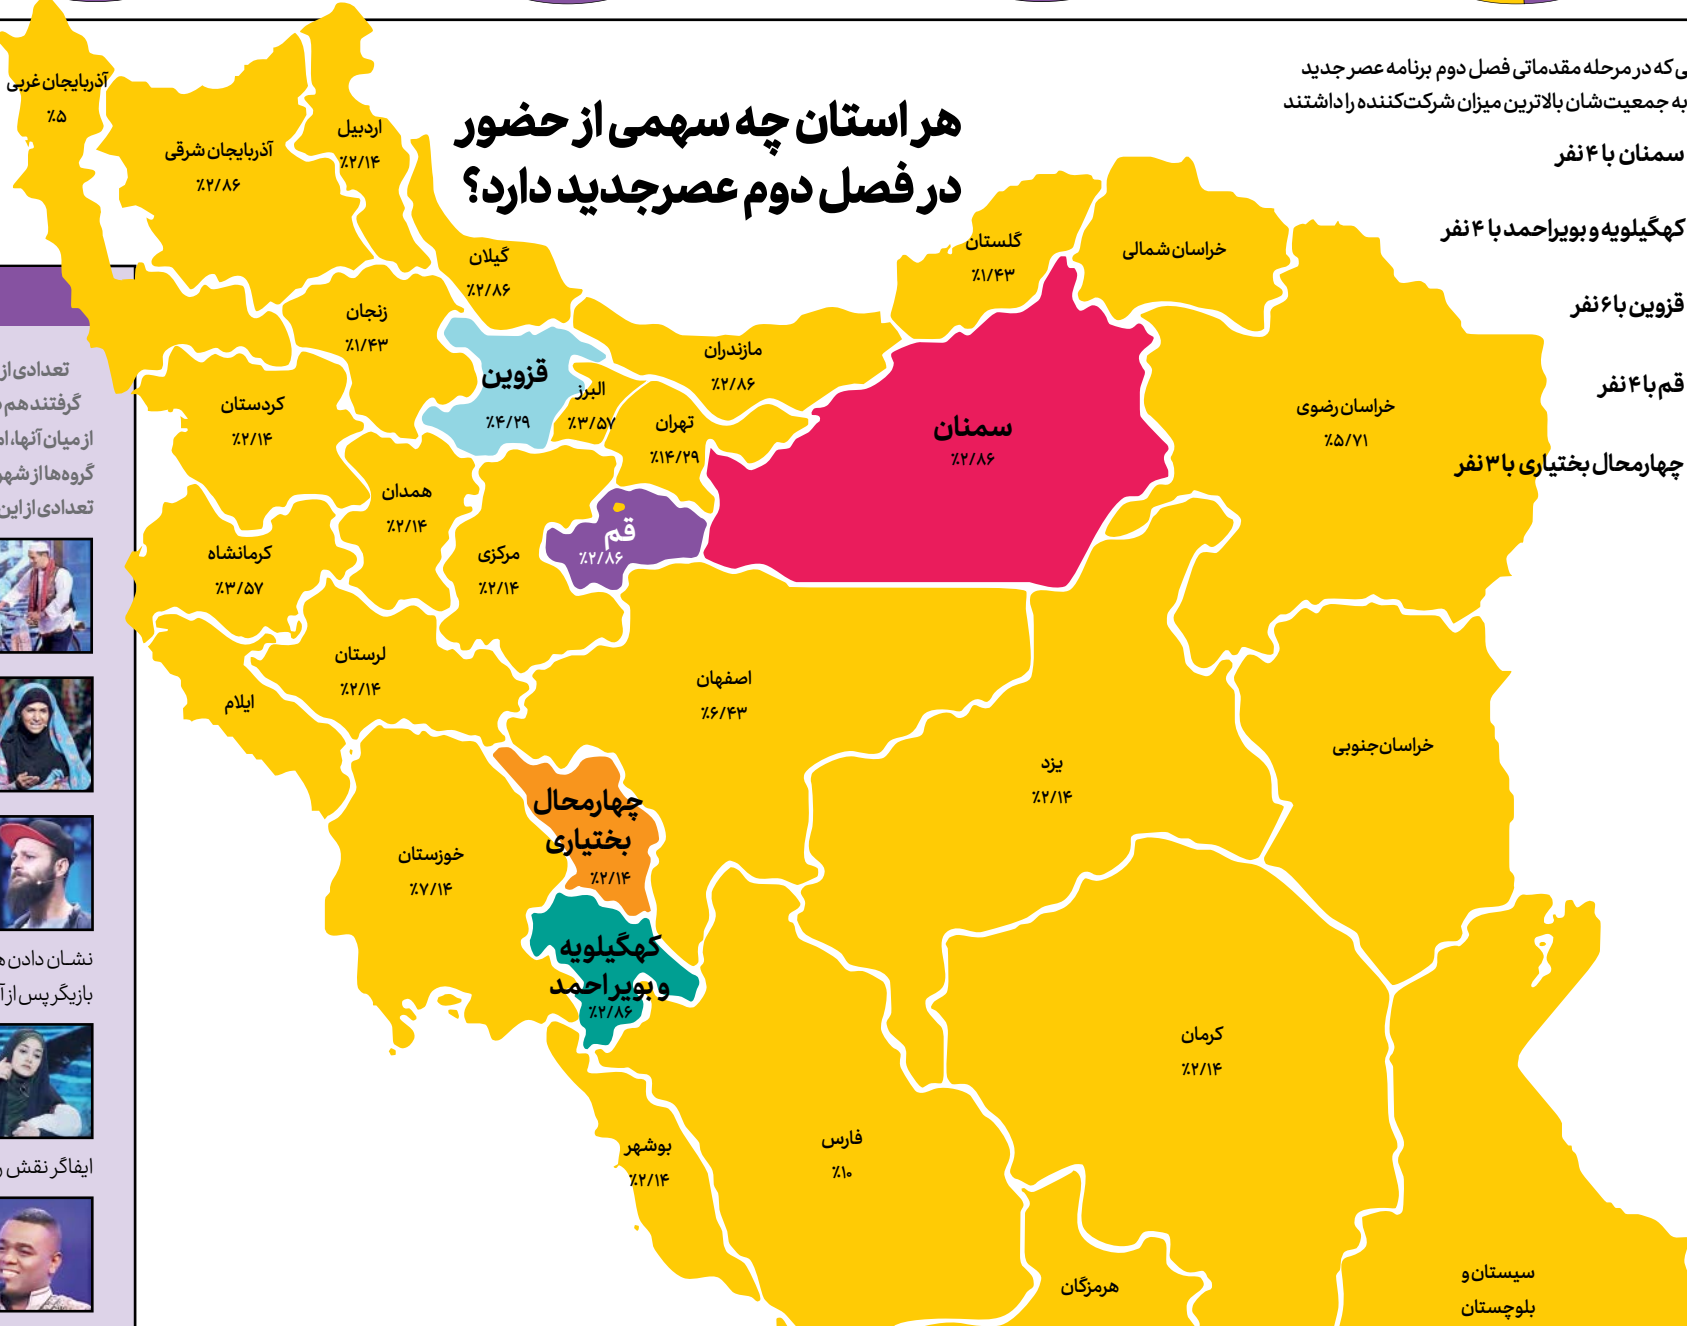 هر استان چه سهمی از حضور
در فصل دوم عصرجدید دارد؟
ی که در مرحله مقدماتی فصل دوم برنامه عصر جدید
به جمعیت‌شان بالاترین میزان شرکت‌کننده را داشتند
سمنان با ۴ نفر
کهگیلویه و بویراحمد با ۴ نفر
قزوین با ۶ نفر
قم با ۴ نفر
چهارمحال بختیاری با ۳ نفر
آذربایجان غربی
٪۵
آذربایجان شرقی
٪۲/۸۶
اردبیل
٪۲/۱۴
گیلان
٪۲/۸۶
زنجان
٪۱/۴۳
قزوین
٪۴/۲۹
البرز
٪۳/۵۷
مازندران
٪۲/۸۶
تهران
٪۱۴/۲۹
گلستان
٪۱/۴۳
خراسان شمالی
خراسان رضوی
٪۵/۷۱
سمنان
٪۲/۸۶
کردستان
٪۲/۱۴
همدان
٪۲/۱۴
کرمانشاه
٪۳/۵۷
مرکزی
٪۲/۱۴
قم
٪۲/۸۶
لرستان
٪۲/۱۴
ایلام
اصفهان
٪۶/۴۳
یزد
٪۲/۱۴
خراسان جنوبی
خوزستان
٪۷/۱۴
چهارمحال
بختیاری
٪۲/۱۴
کهگیلویه
و بویراحمد
٪۲/۸۶
کرمان
٪۲/۱۴
فارس
٪۱۰
بوشهر
٪۲/۱۴
هرمزگان
سیستان و
بلوچستان
تعدادی از
گرفتند هم
از میان آنها،
گروه‌ها از شهر
تعدادی از این
نشـان دادن
بازیگر پس از
ایفاگر نقش